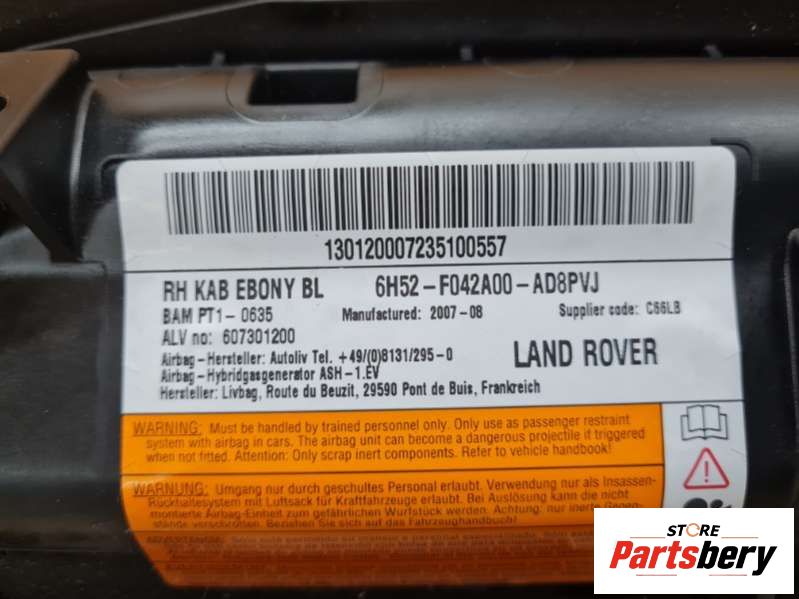 130120007235100557
RH KAB EBONY BL 6H52-F042A00-AD8PVJ
BAM PT1- 0635 Manufactured: 2007-08 Supplier code: C66LB
ALV no: 607301200
Airbag-Hersteller: Autoliv Tel. +49/(0)8131/295-0 LAND ROVER
Airbag-Hybridgasgenerator ASH-1.EV
Hersteller: Livbag, Route du Beuzit, 29590 Pont de Buis, Frankreich
WARNING: Must be handled by trained personnel only. Only use as passenger restraint
system with airbag in cars. The airbag unit can become a dangerous projectile if triggered
when not fitted. Attention: Only scrap inert components. Refer to vehicle handbook!
WARNUNG: Umgang nur durch geschultes Personal erlaubt. Verwendung nur als Insassen-
Rückhaltesystem mit Luftsack für Kraftfahrzeuge erlaubt. Bei Auslösung kann die nicht
montierte Airbag-Einheit zum gefährlichen Wurfstück werden. Achtung: nur inerte Gegen-
stände verschrotten. Beziehen Sie sich auf das Fahrzeughandbuch!
STORE
Partsbery